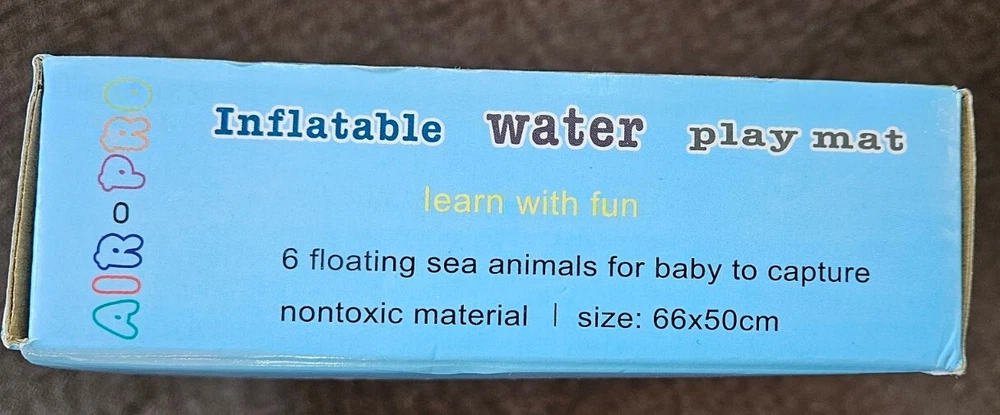 AIR-o-PRO
Inflatable water play mat
learn with fun
6 floating sea animals for baby to capture
nontoxic material | size: 66x50cm